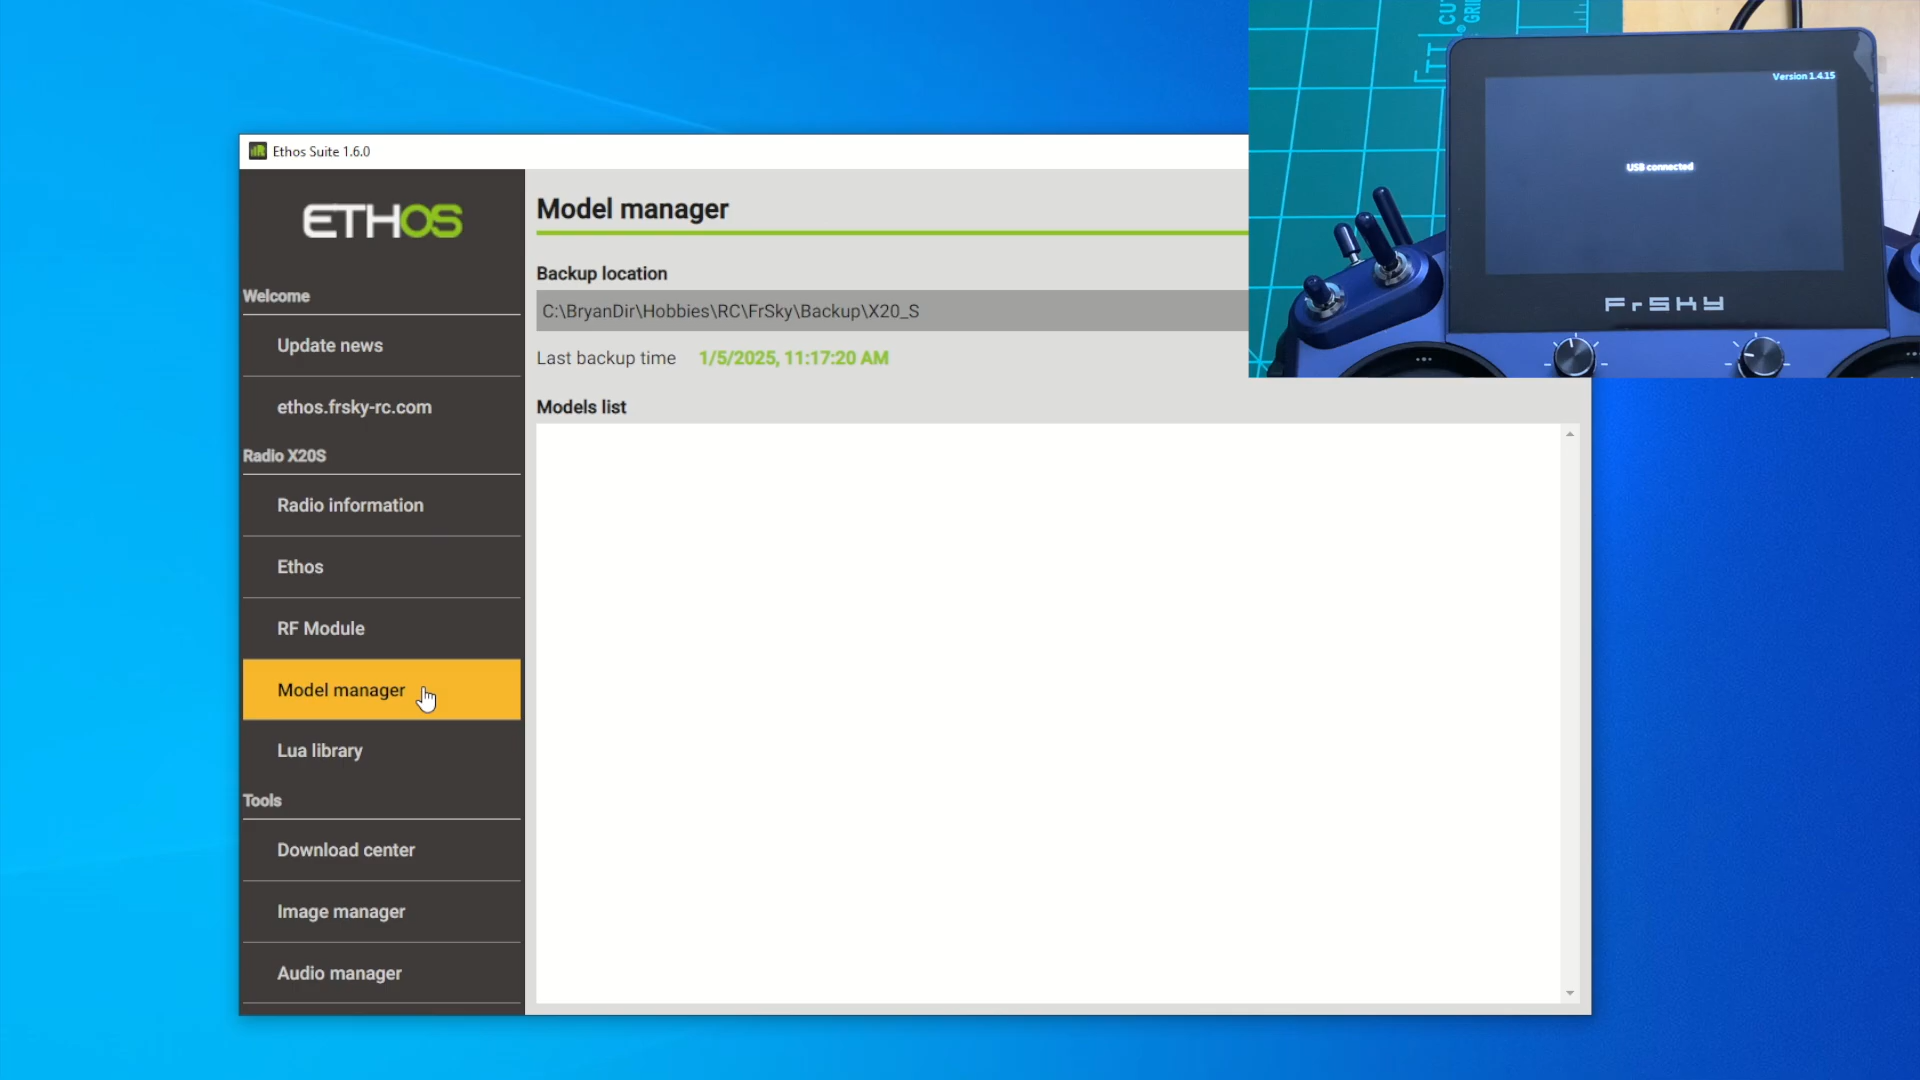 Ethos Suite 1.6.0
ETHOS
Welcome
Update news
ethos.frsky-rc.com
Radio X20S
Radio information
Ethos
RF Module
Model manager
Lua library
Tools
Download center
Image manager
Audio manager
Model manager
Backup location
C:\BryanDir\Hobbies\RC\FrSky\Backup\X20_S
Last backup time 1/5/2025, 11:17:20 AM
Models list
Version 1.4.15
USB connected
FrSKY